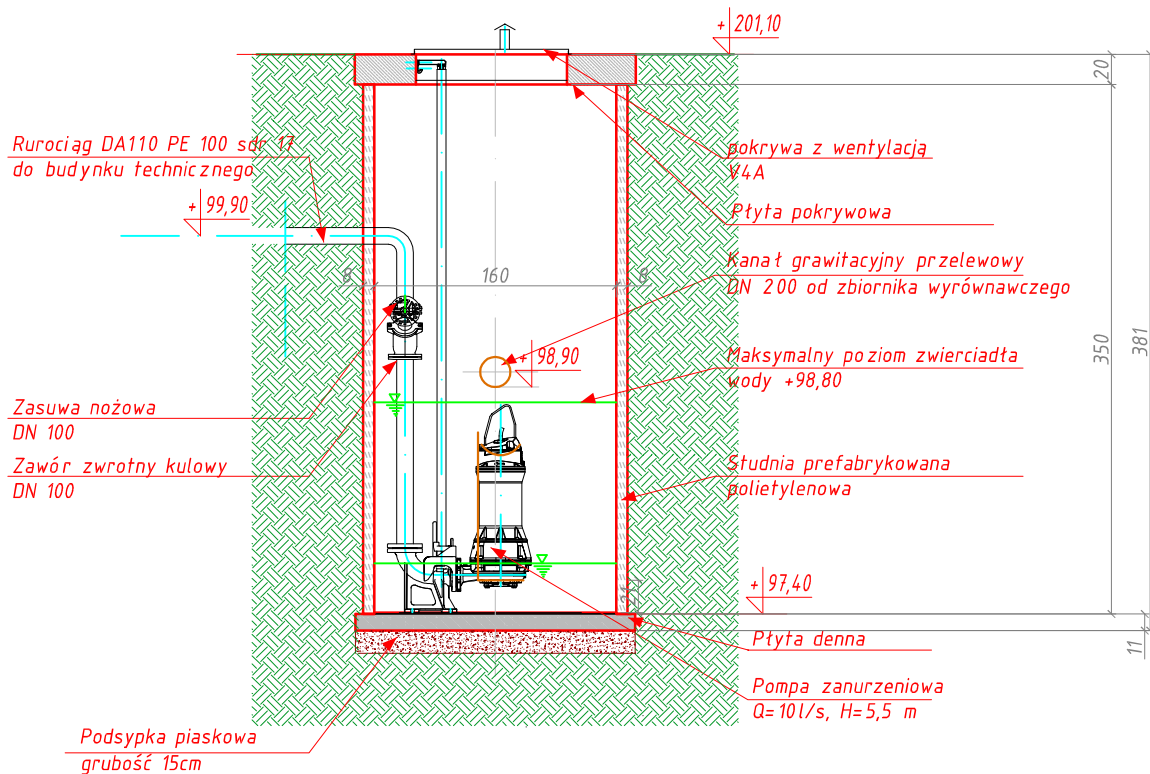 + 201,10
20
Rurociąg DA110 PE 100 sdr 17
do budynku technicznego
pokrywa z wentylacją
V4A
+ 99,90
Płyta pokrywowa
Kanał grawitacyjny przelewowy
DN 200 od zbiornika wyrównawczego
8
160
8
350
381
+ 98,90
Maksymalny poziom zwierciadła
wody +98,80
Zasuwa nożowa
DN 100
Zawór zwrotny kulowy
DN 100
Studnia prefabrykowana
polietylenowa
+ 97,40
Płyta denna
11
Pompa zanurzeniowa
Q=10l/s, H=5,5 m
Podsypka piaskowa
grubość 15cm